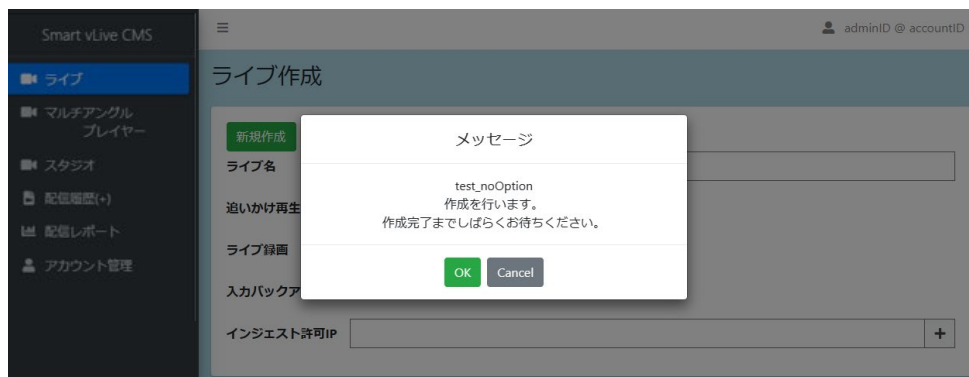 Smart vLive CMS
adminID @ accountID
ライブ
マルチアングル
プレイヤー
スタジオ
配信履歴(+)
配信レポート
アカウント管理
ライブ作成
新規作成
ライブ名
追いかけ再生
ライブ録画
入力バックア
インジェスト許可IP
+
メッセージ
test_noOption
作成を行います。
作成完了までしばらくお待ちください。
OK Cancel